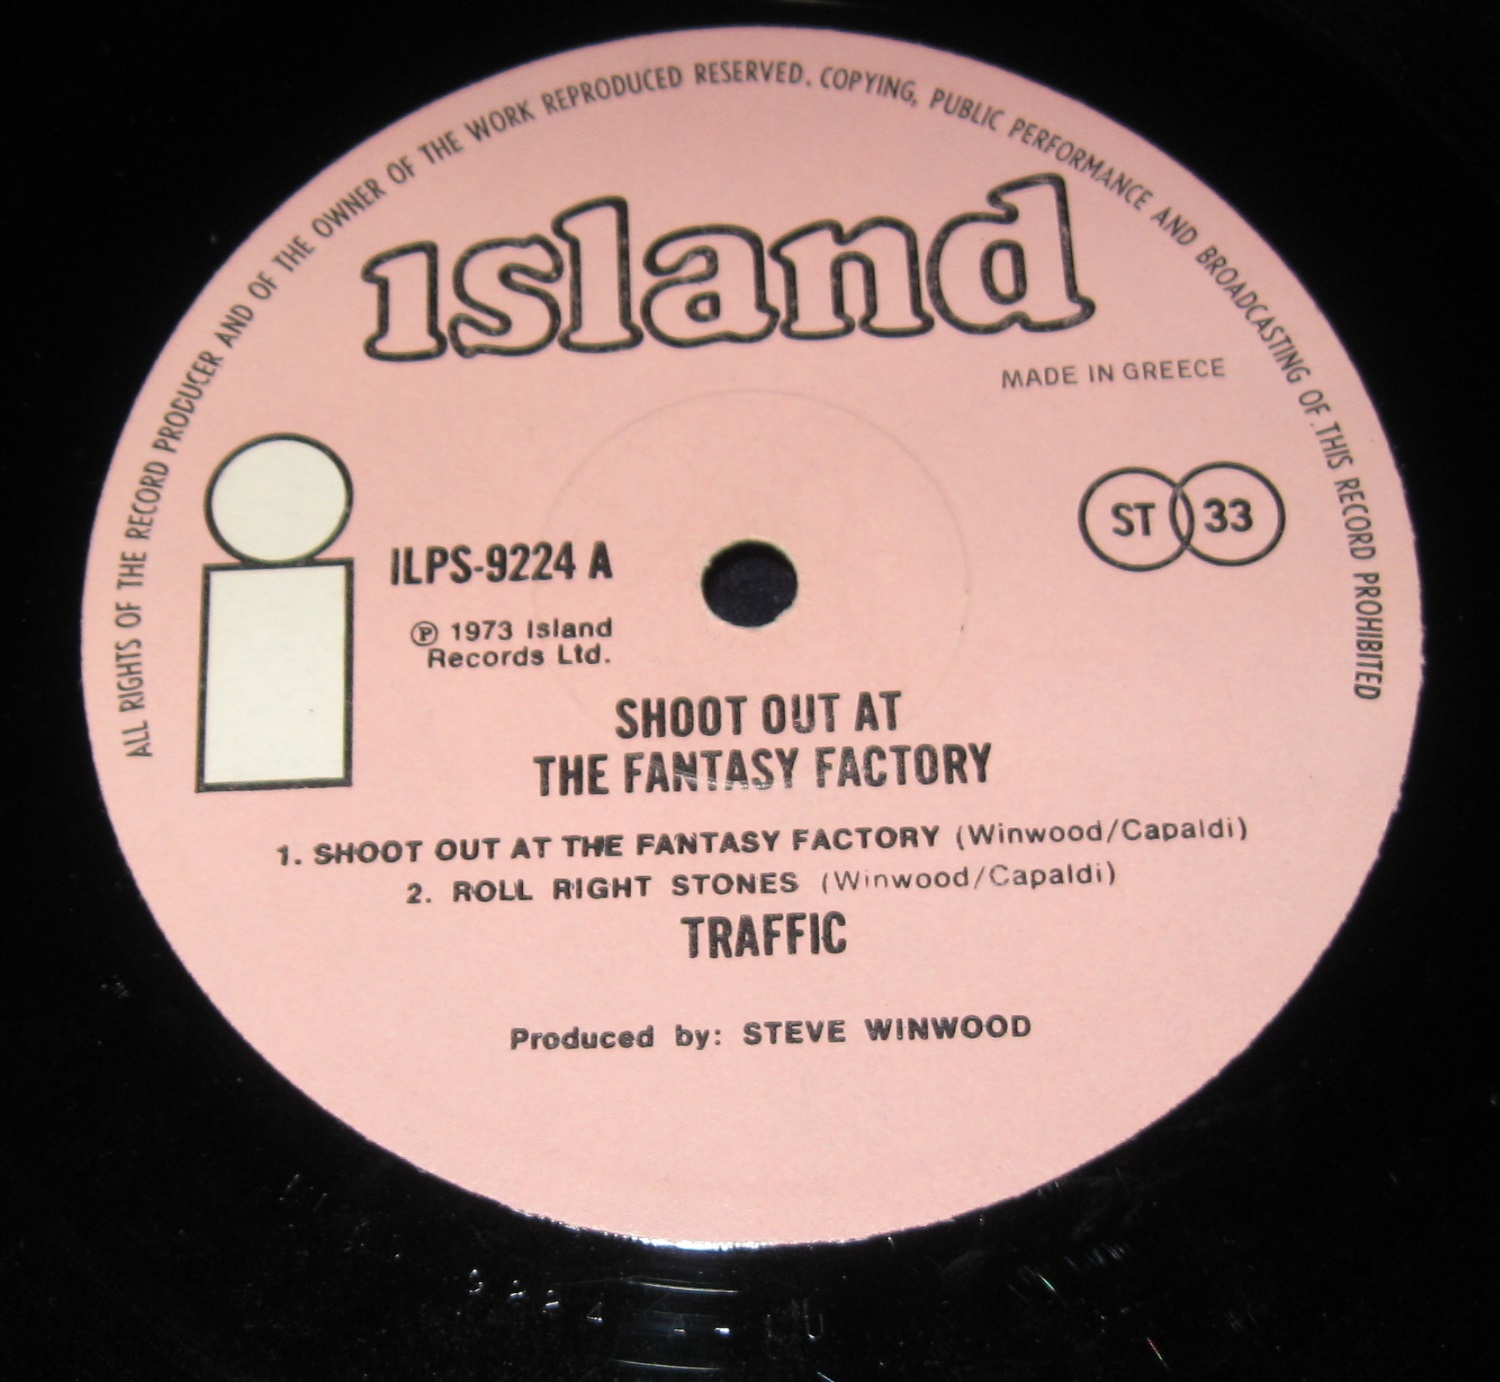 ALL RIGHTS OF THE RECORD PRODUCER AND OF THE OWNER OF THE WORK REPRODUCED RESERVED. COPYING, PUBLIC PERFORMANCE AND BROADCASTING OF THIS RECORD PROHIBITED
island
MADE IN GREECE
ST 33
ILPS-9224 A
℗ 1973 Island
Records Ltd.
SHOOT OUT AT
THE FANTASY FACTORY
1. SHOOT OUT AT THE FANTASY FACTORY (Winwood/Capaldi)
2. ROLL RIGHT STONES (Winwood/Capaldi)
TRAFFIC
Produced by: STEVE WINWOOD